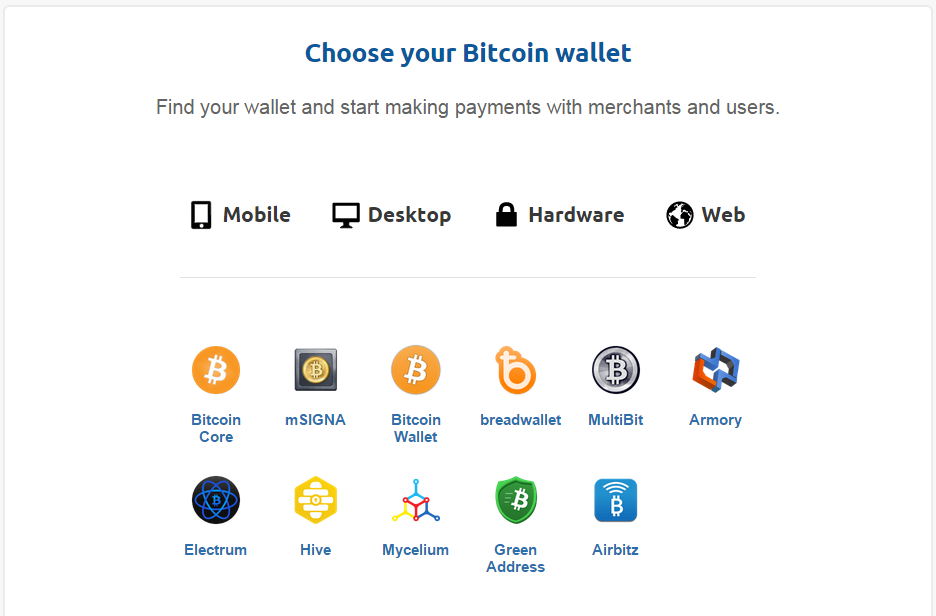 Choose your Bitcoin wallet
Find your wallet and start making payments with merchants and users.
Mobile Desktop Hardware Web
Bitcoin Core
mSIGNA
Bitcoin Wallet
breadwallet
MultiBit
Armory
Electrum
Hive
Mycelium
Green Address
Airbitz